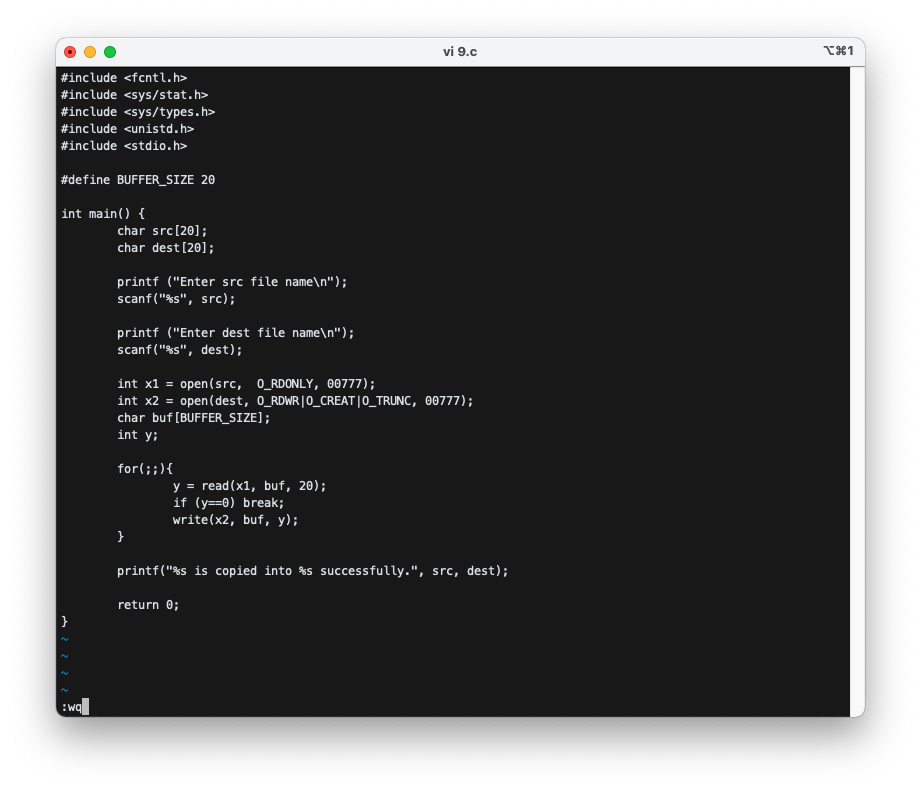 vi 9.c
⌥⌘1
#include <fcntl.h>
#include <sys/stat.h>
#include <sys/types.h>
#include <unistd.h>
#include <stdio.h>

#define BUFFER_SIZE 20

int main() {
        char src[20];
        char dest[20];

        printf ("Enter src file name\n");
        scanf("%s", src);

        printf ("Enter dest file name\n");
        scanf("%s", dest);

        int x1 = open(src,  O_RDONLY, 00777);
        int x2 = open(dest, O_RDWR|O_CREAT|O_TRUNC, 00777);
        char buf[BUFFER_SIZE];
        int y;

        for(;;){
                y = read(x1, buf, 20);
                if (y==0) break;
                write(x2, buf, y);
        }

        printf("%s is copied into %s successfully.", src, dest);

        return 0;
}
~
~
~
~
:wq